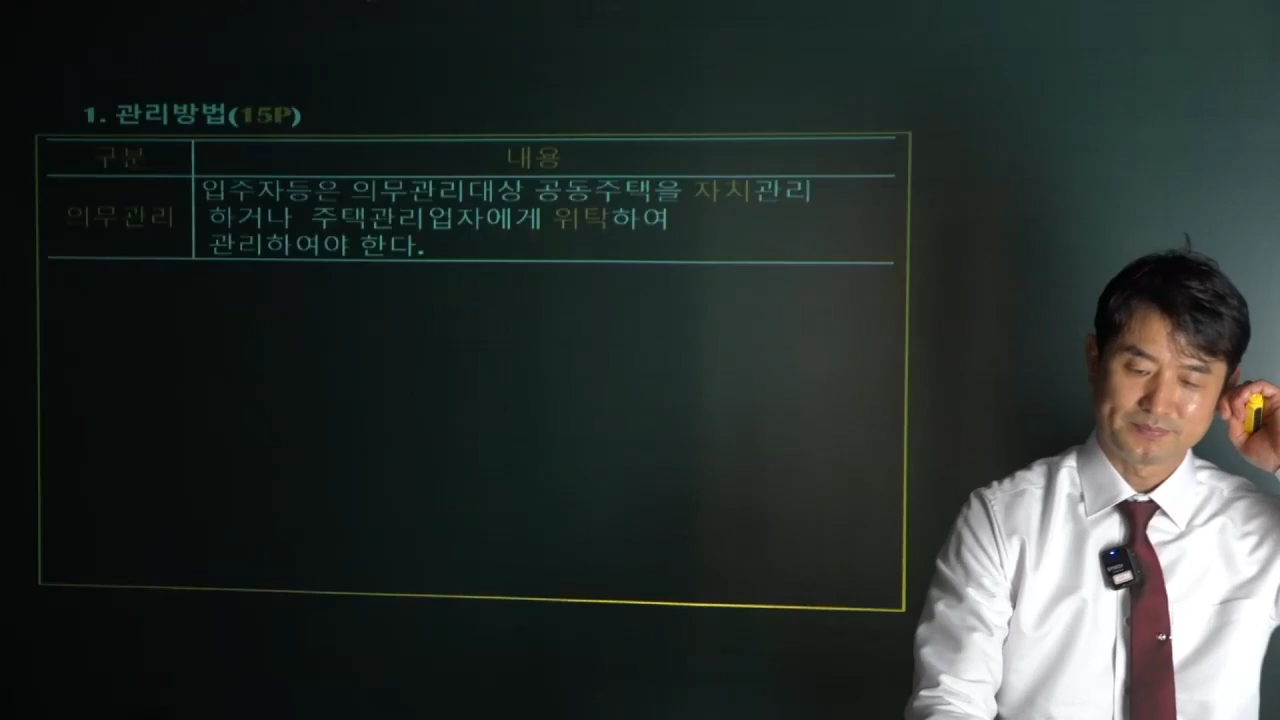 1. 관리방법(15P)
구분 내용
의무관리
입주자등은 의무관리대상 공동주택을 자치관리
하거나 주택관리업자에게 위탁하여
관리하여야 한다.